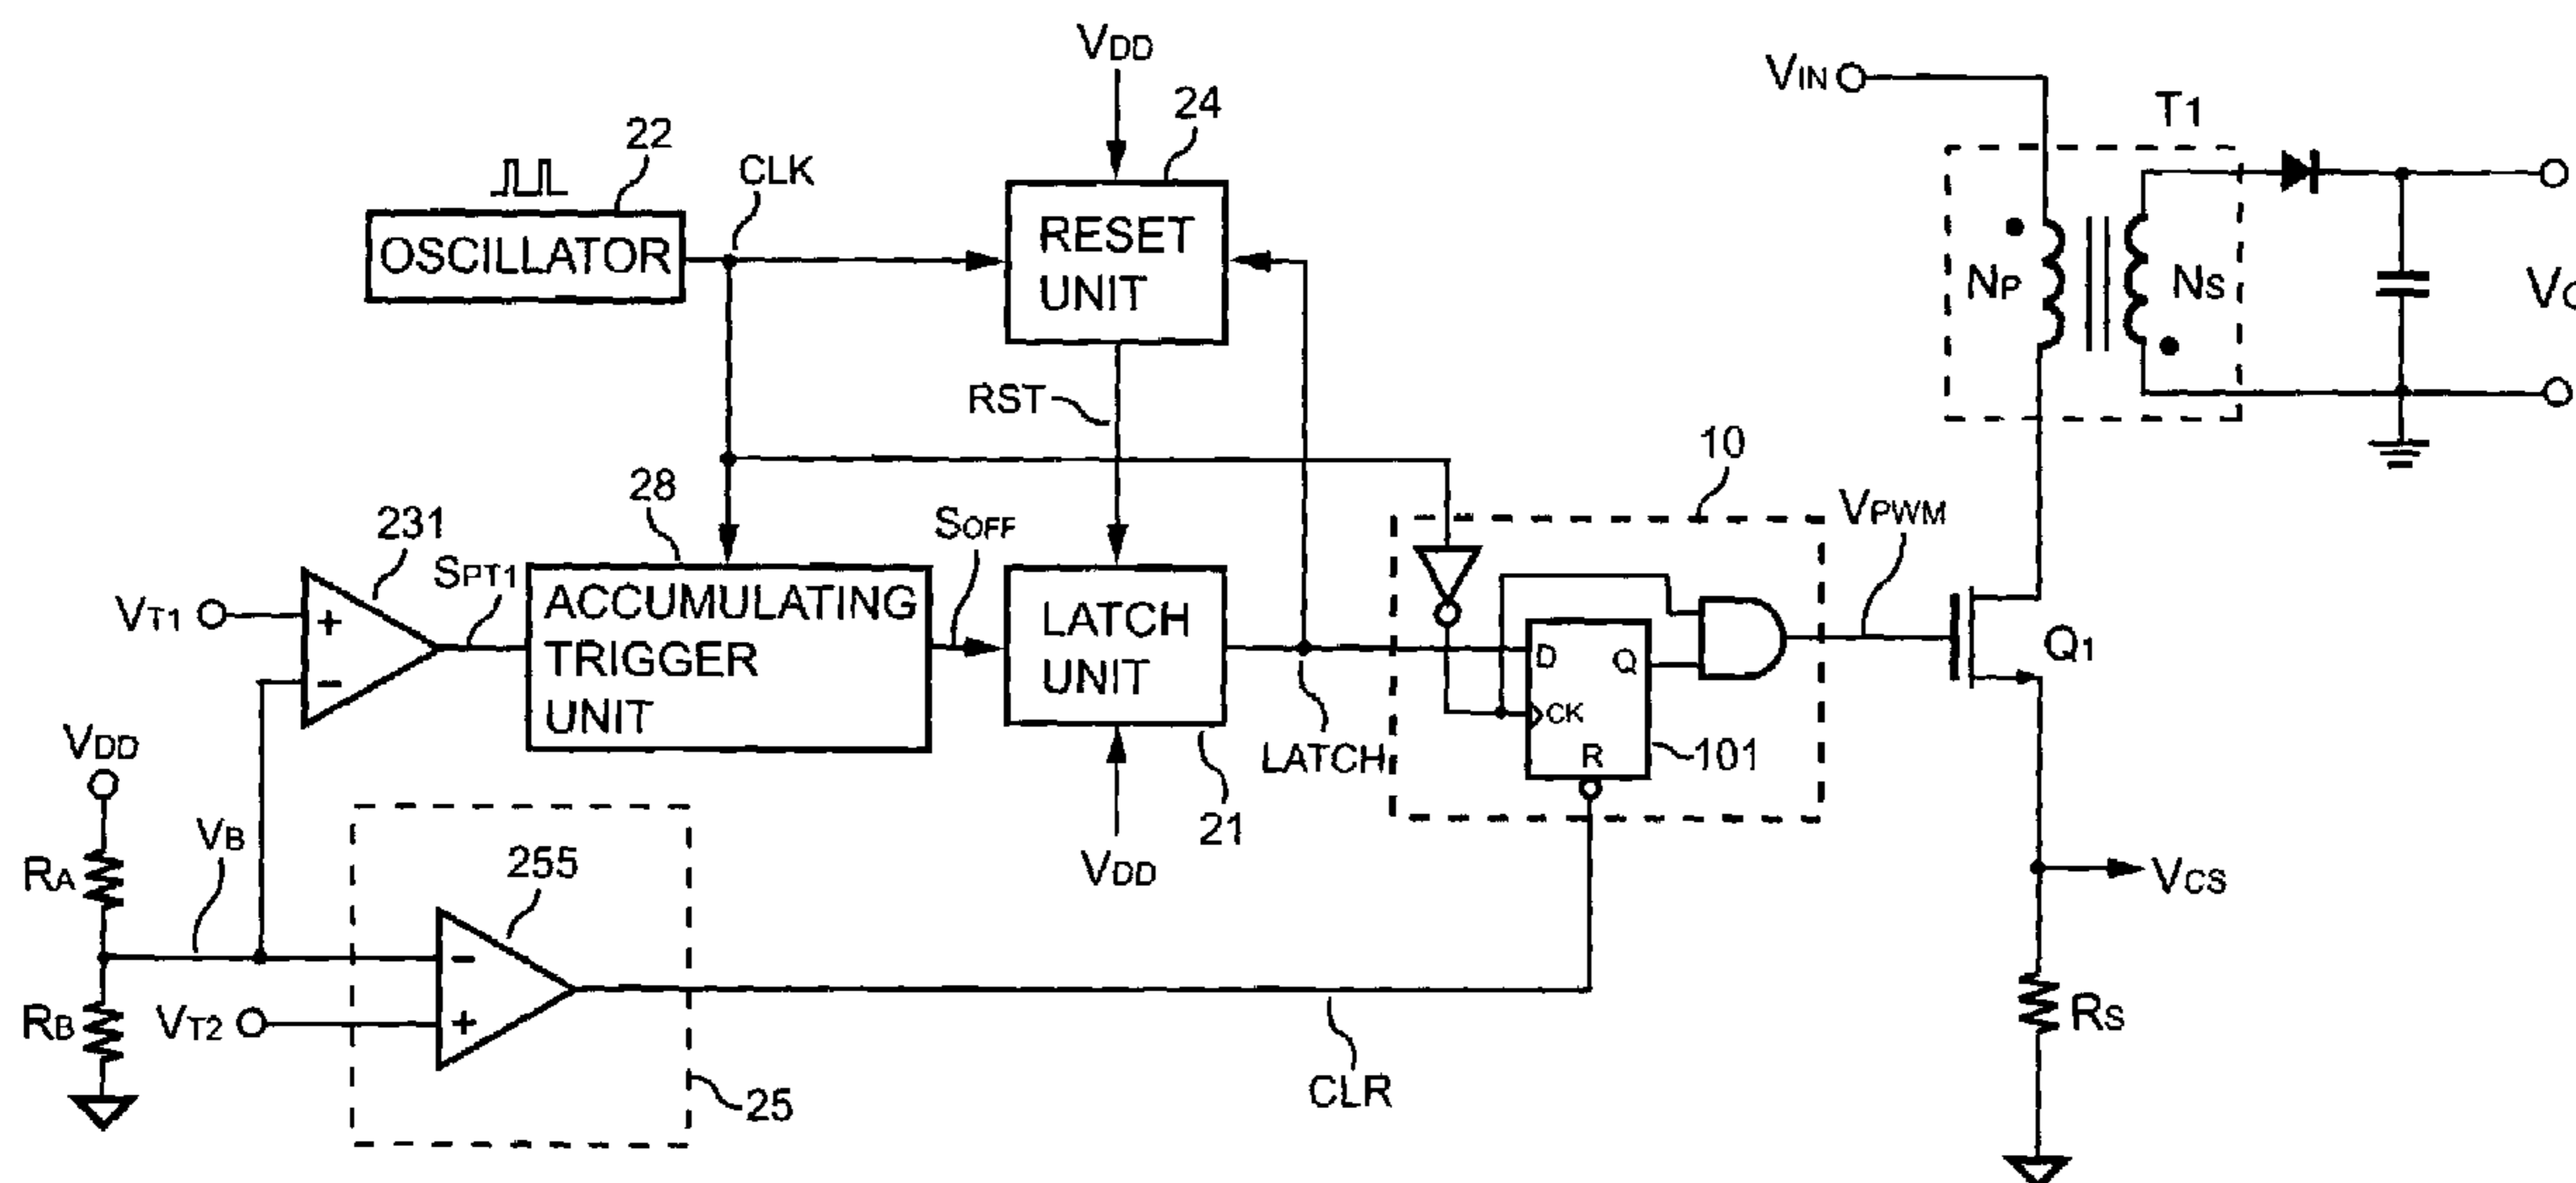 VDD
VIN
24
T1
22
CLK
OSCILLATOR
RESET
UNIT
NP
NS
RST
10
28
VPWM
231
SOFF
SPT1
VT1
+
−
ACCUMULATING
TRIGGER
UNIT
LATCH
UNIT
D
Q
CK
R
101
Q1
VDD
LATCH
21
VB
255
VDD
VCS
RA
−
RB
VT2
+
RS
25
CLR